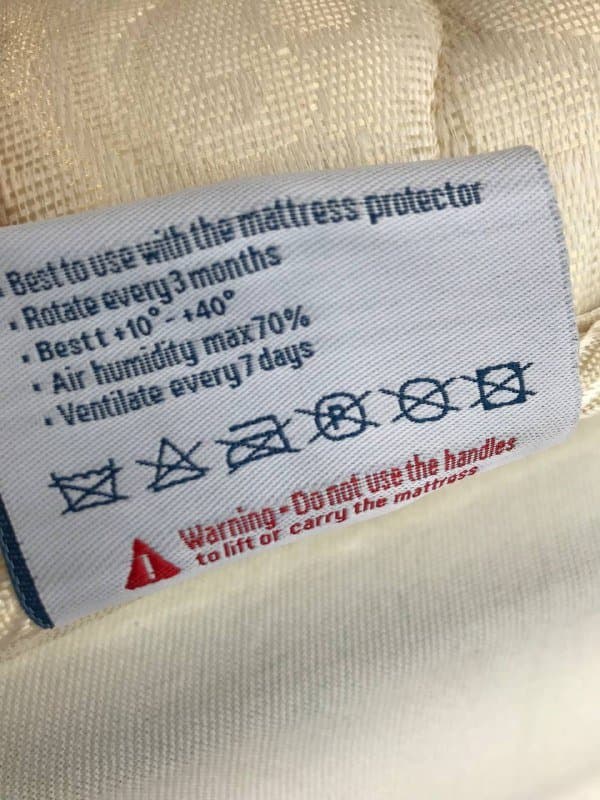 • Best to use with the mattress protector
• Rotate every 3 months
• Best t +10° - +40°
• Air humidity max 70%
• Ventilate every 7 days
P
Warning - Do not use the handles
to lift or carry the mattrass